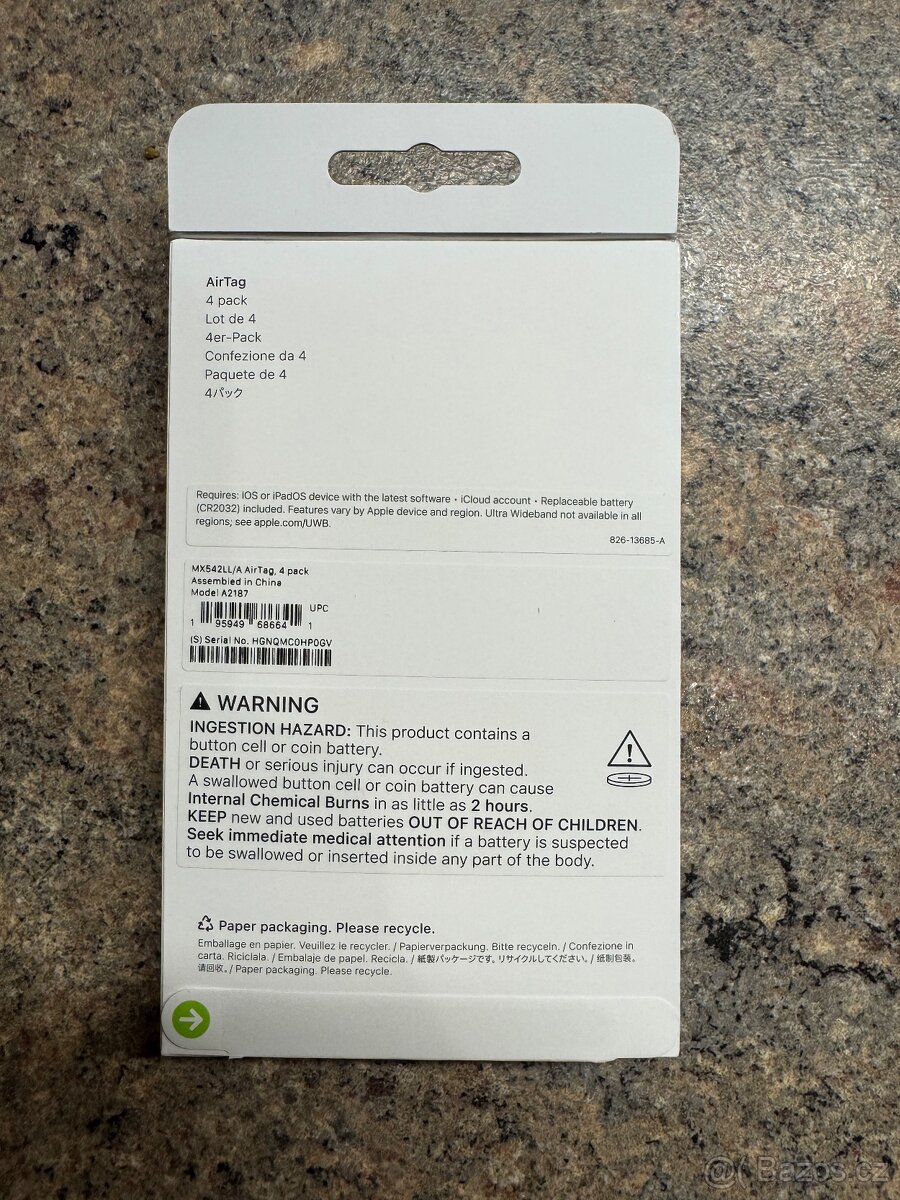 AirTag
4 pack
Lot de 4
4er-Pack
Confezione da 4
Paquete de 4
4パック
Requires: iOS or iPadOS device with the latest software • iCloud account • Replaceable battery
(CR2032) included. Features vary by Apple device and region. Ultra Wideband not available in all
regions; see apple.com/UWB.
826-13685-A
MX542LL/A AirTag, 4 pack
Assembled in China
Model A2187
UPC
1 95949 68664 1
(S) Serial No. HGNQMC0HP0GV
WARNING
INGESTION HAZARD: This product contains a
button cell or coin battery.
DEATH or serious injury can occur if ingested.
A swallowed button cell or coin battery can cause
Internal Chemical Burns in as little as 2 hours.
KEEP new and used batteries OUT OF REACH OF CHILDREN.
Seek immediate medical attention if a battery is suspected
to be swallowed or inserted inside any part of the body.
Paper packaging. Please recycle.
Emballage en papier. Veuillez le recycler. / Papierverpackung. Bitte recyceln. / Confezione in
carta. Riciclala. / Embalaje de papel. Recicla. / 紙製パッケージです。リサイクルしてください。/ 纸制包装。
请回收。/ Paper packaging. Please recycle.
@( Bazos.cz